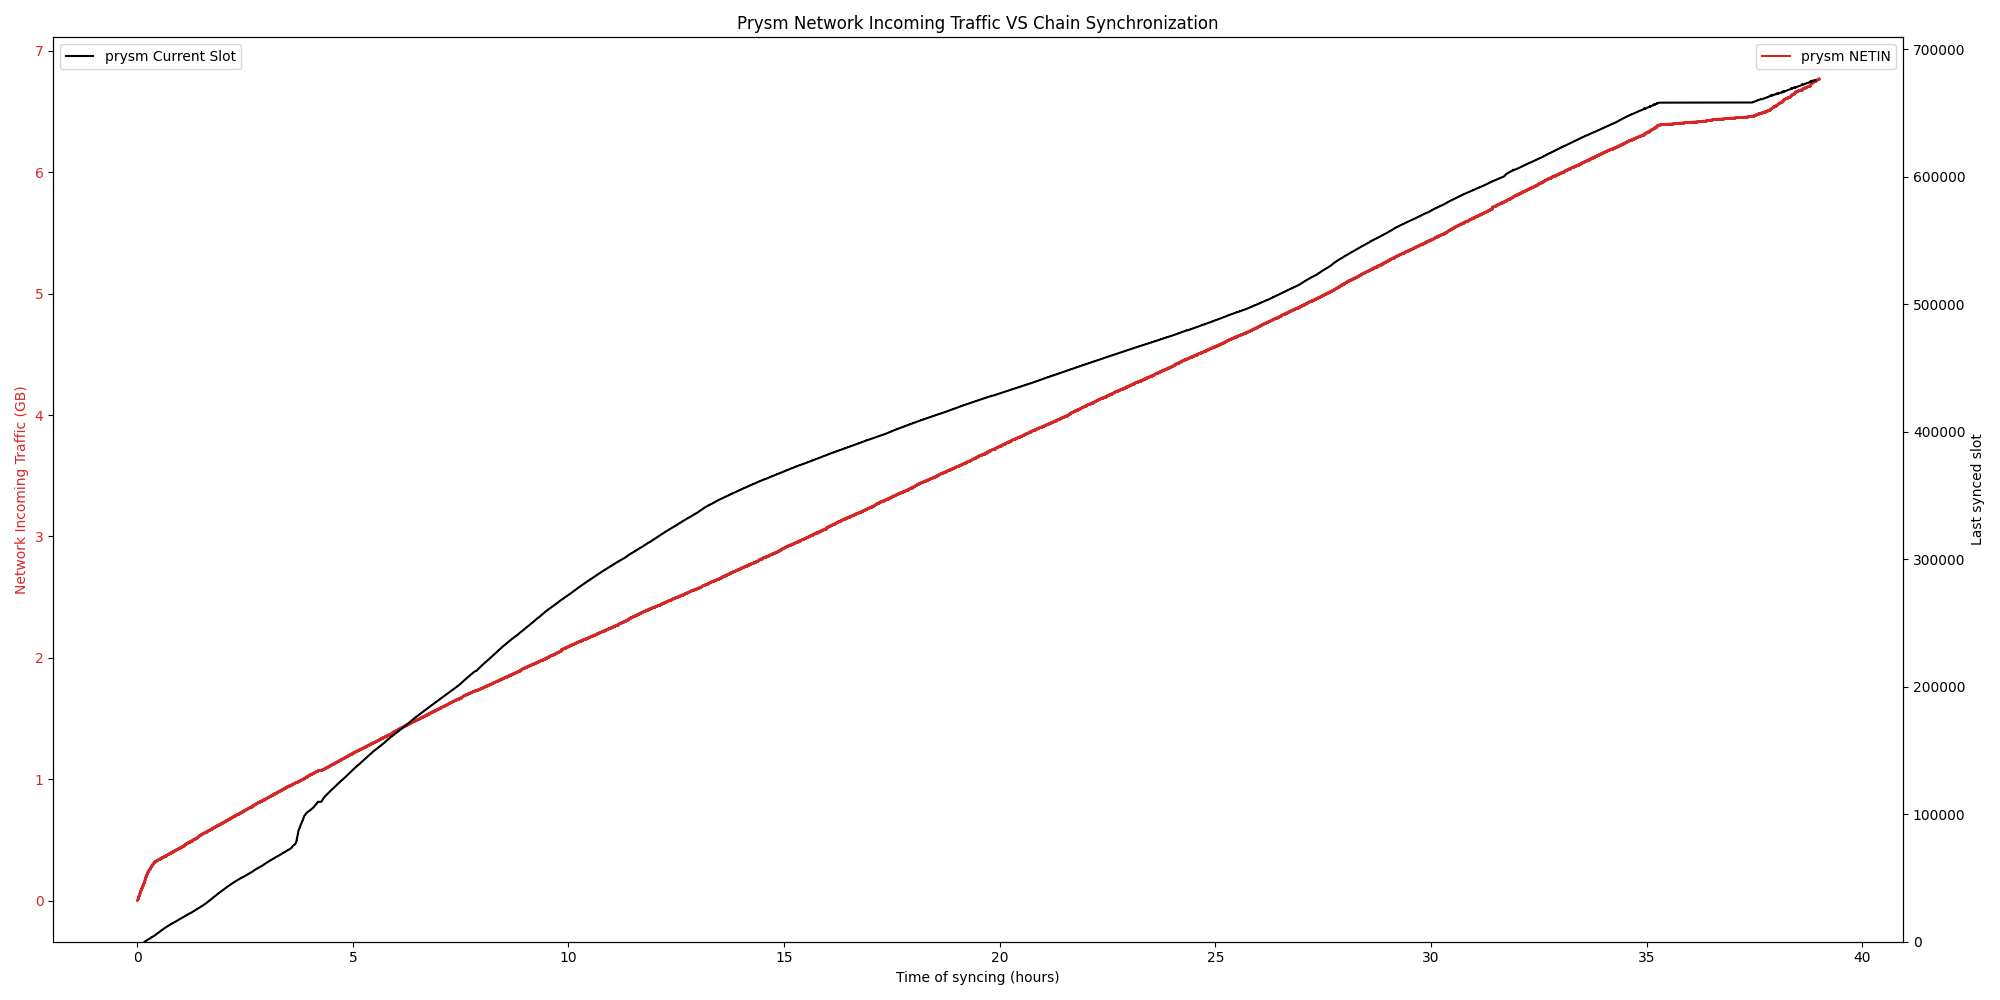 Prysm Network Incoming Traffic VS Chain Synchronization
prysm Current Slot
prysm NETIN
Network Incoming Traffic (GB)
7
6
5
4
3
2
1
0
700000
600000
500000
400000
300000
200000
100000
0
Last synced slot
0 5 10 15 20 25 30 35 40
Time of syncing (hours)